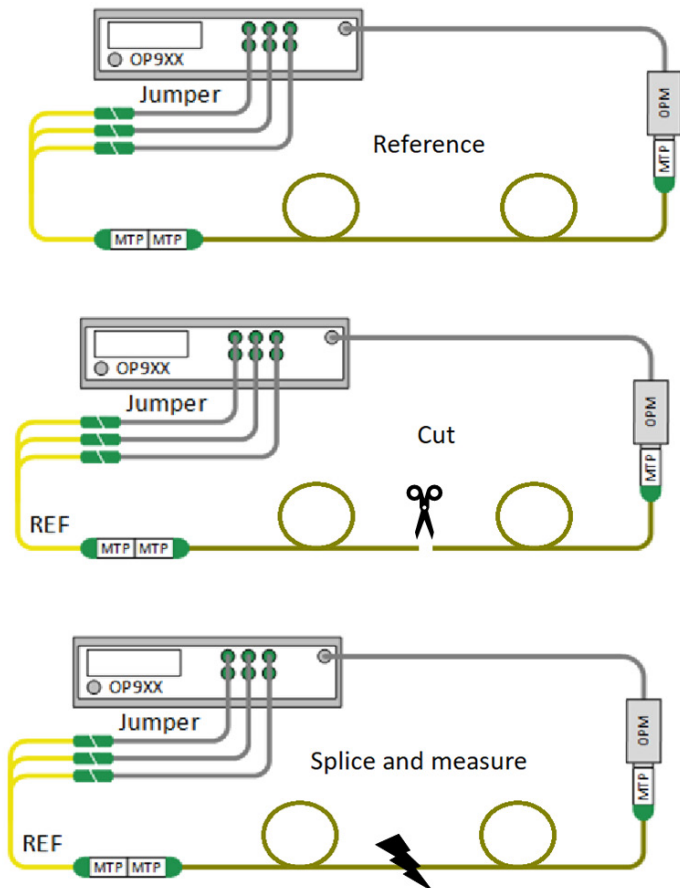 OP9XX
Jumper
OPM
Reference
MTP
MTP MTP
OP9XX
Jumper
OPM
Cut
MTP
REF
MTP MTP
OP9XX
Jumper
OPM
Splice and measure
MTP
REF
MTP MTP